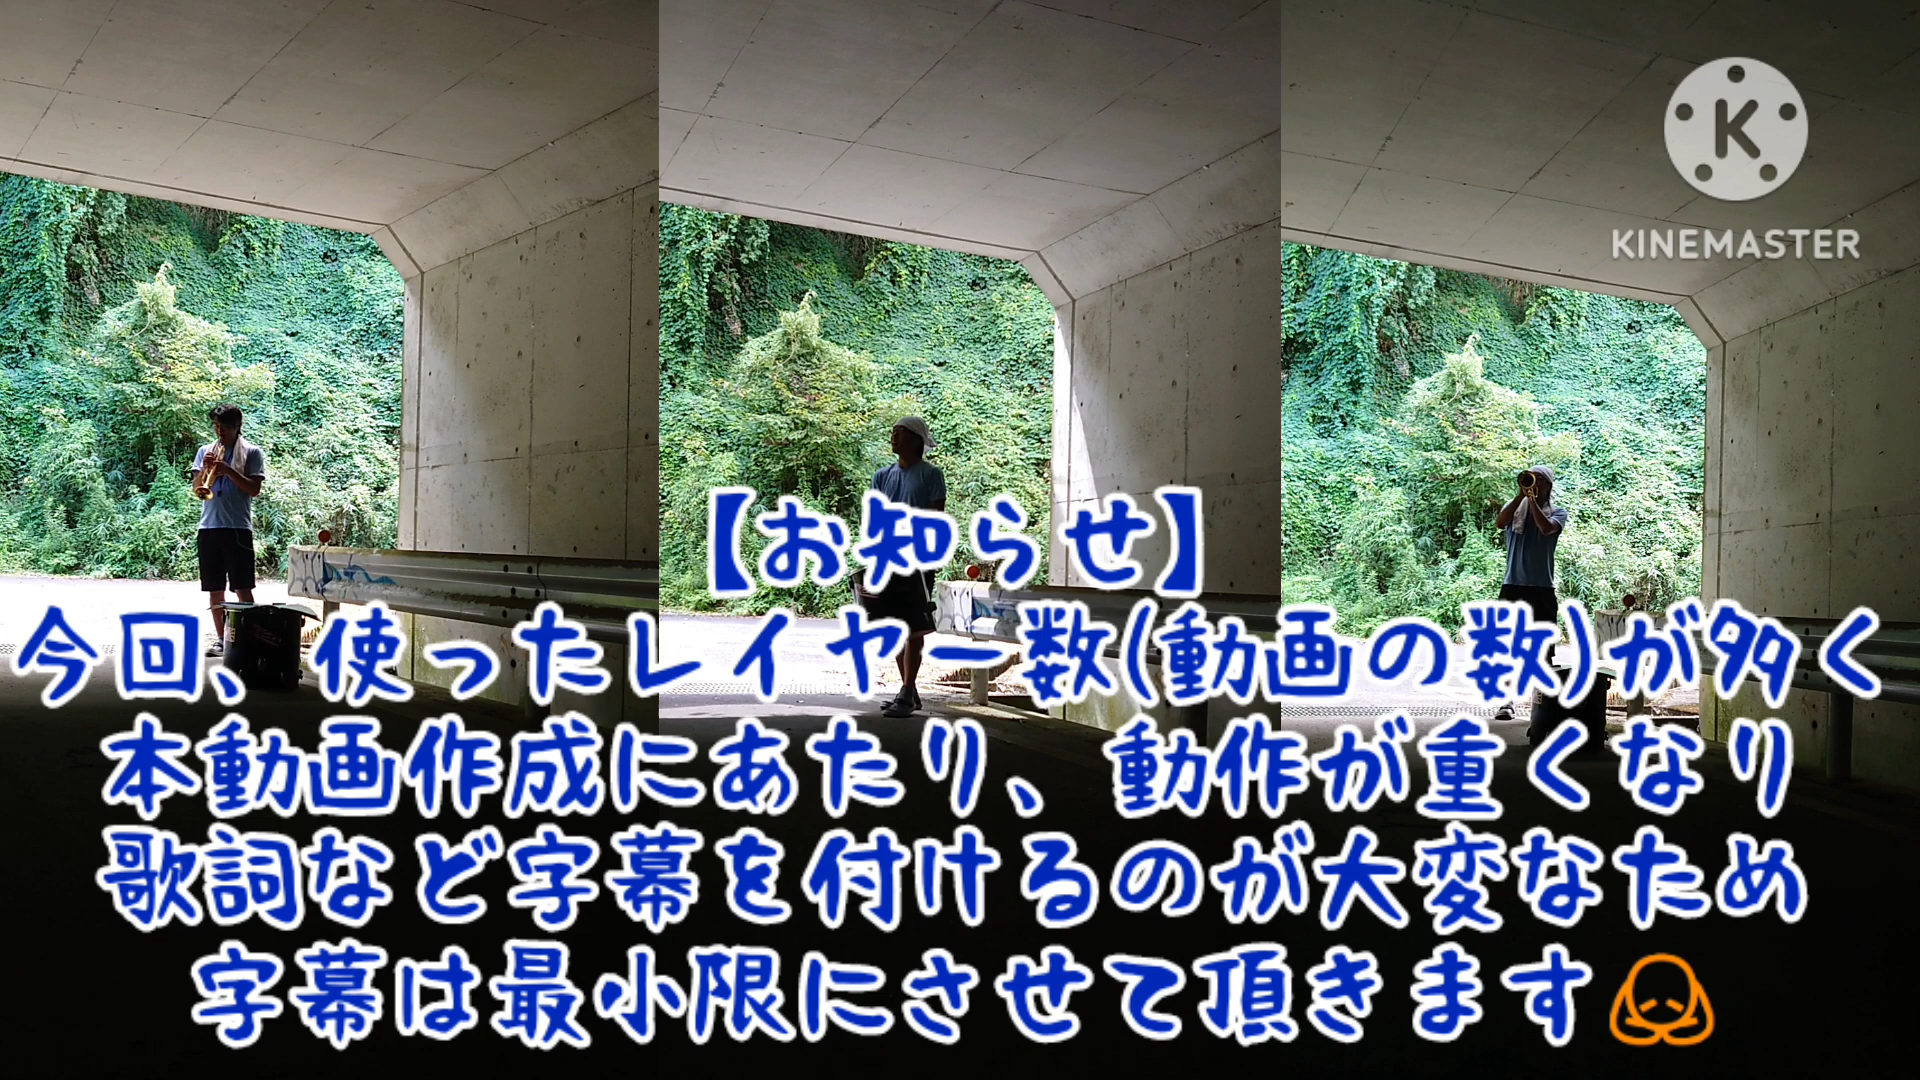 K
KINEMASTER
【お知らせ】
今回、使ったレイヤー数(動画の数)が多く
本動画作成にあたり、動作が重くなり
歌詞など字幕を付けるのが大変なため
字幕は最小限にさせて頂きます🙇